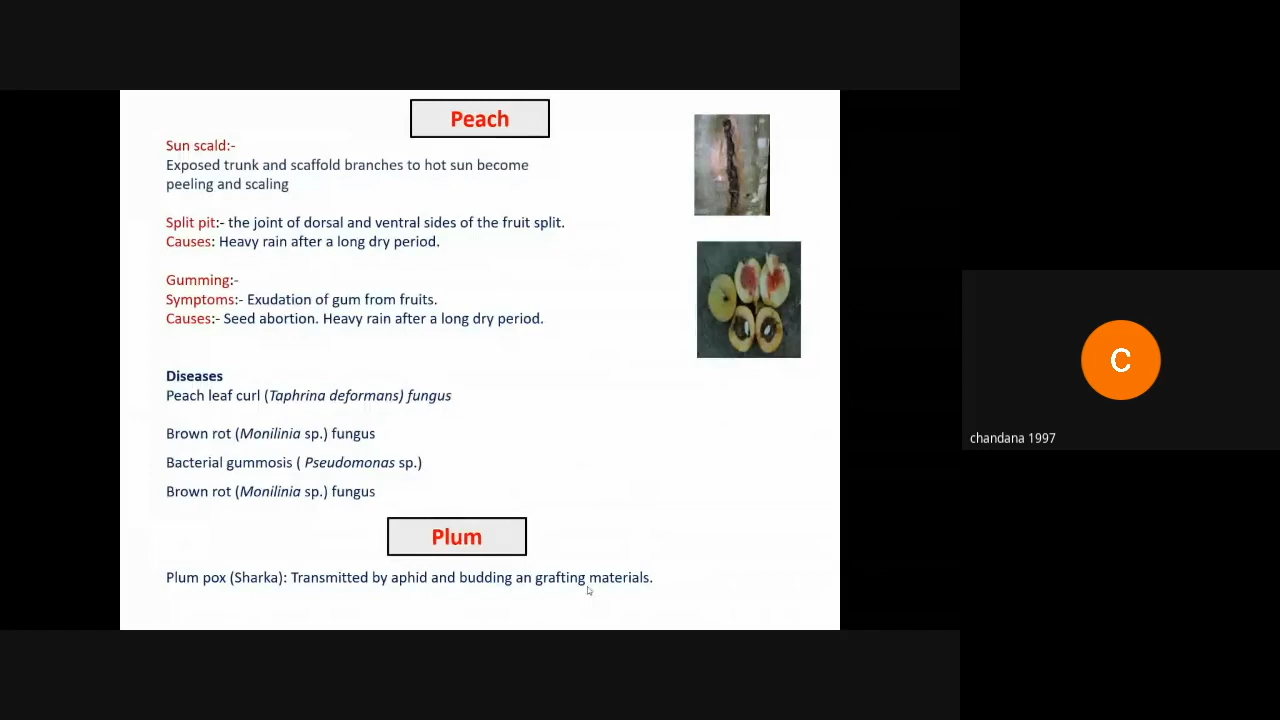 Peach
Sun scald:-
Exposed trunk and scaffold branches to hot sun become
peeling and scaling
Split pit:- the joint of dorsal and ventral sides of the fruit split.
Causes: Heavy rain after a long dry period.
Gumming:-
Symptoms:- Exudation of gum from fruits.
Causes:- Seed abortion. Heavy rain after a long dry period.
Diseases
Peach leaf curl (Taphrina deformans) fungus
Brown rot (Monilinia sp.) fungus
Bacterial gummosis ( Pseudomonas sp.)
Brown rot (Monilinia sp.) fungus
Plum
Plum pox (Sharka): Transmitted by aphid and budding an grafting materials.
C
chandana 1997